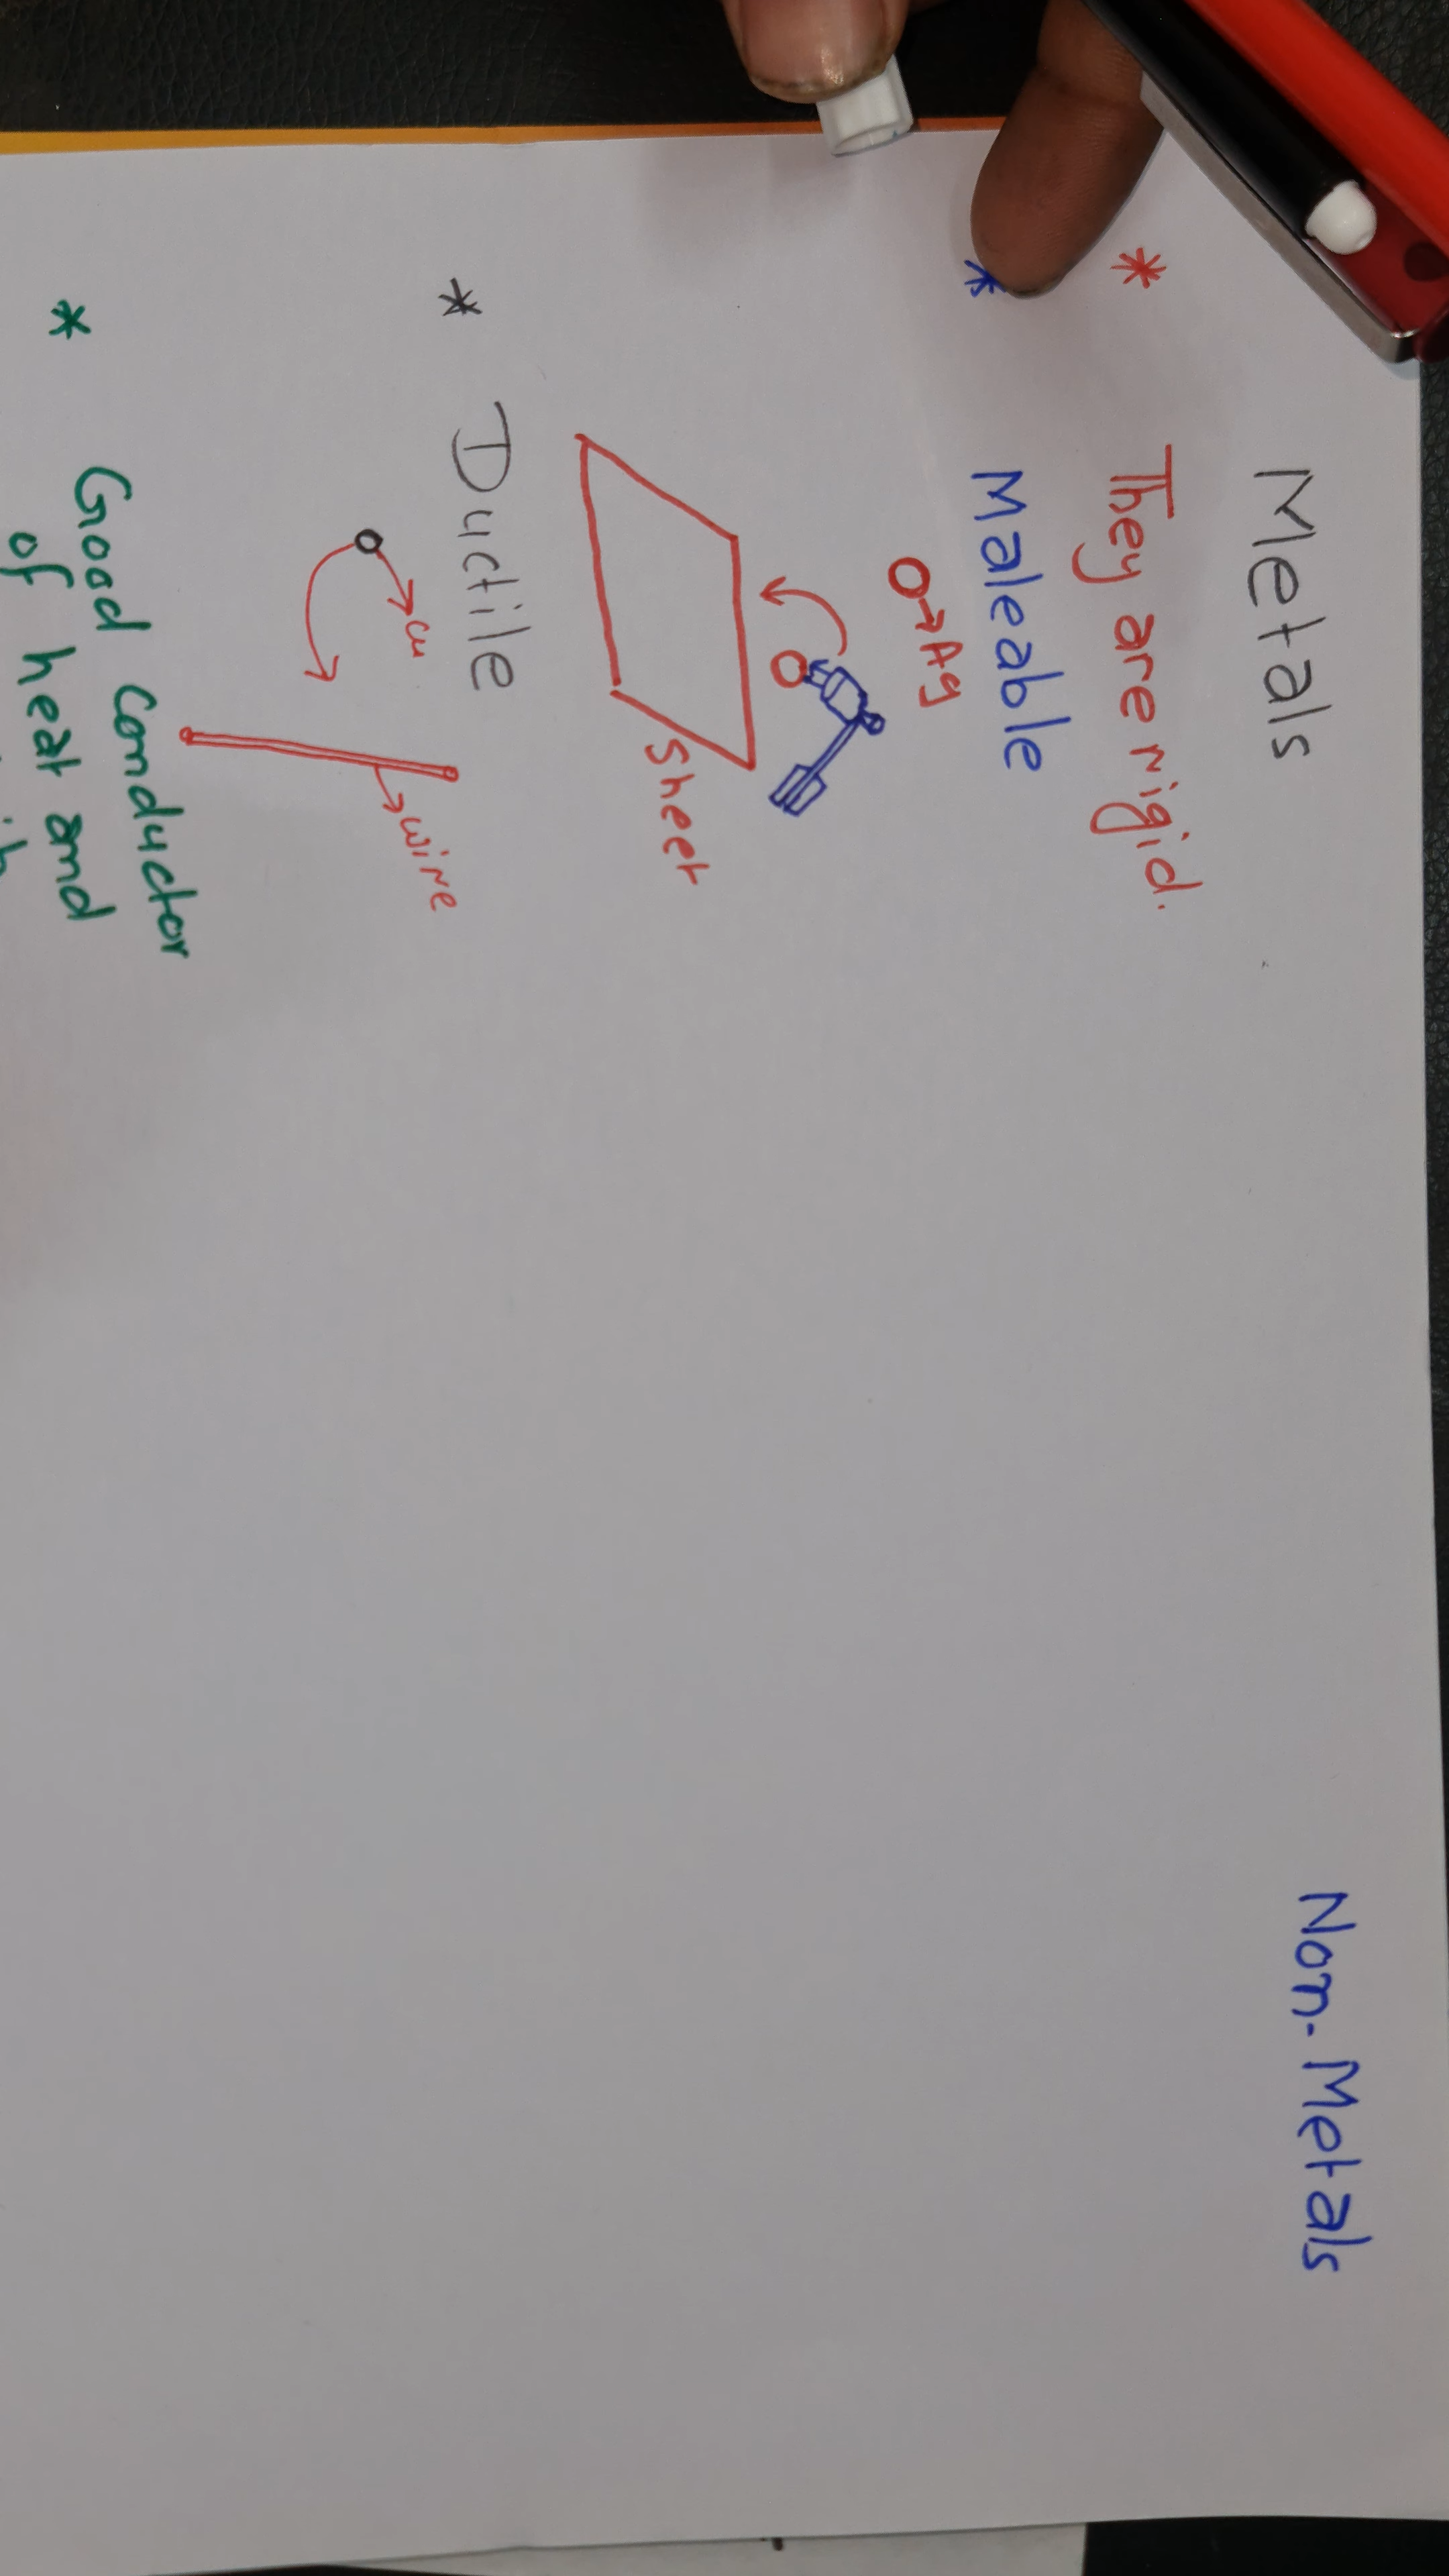 Metals
Non-Metals
* They are rigid.
* Maleable
Ag
Sheet
* Ductile
cu
wire
* Good conductor
of heat and